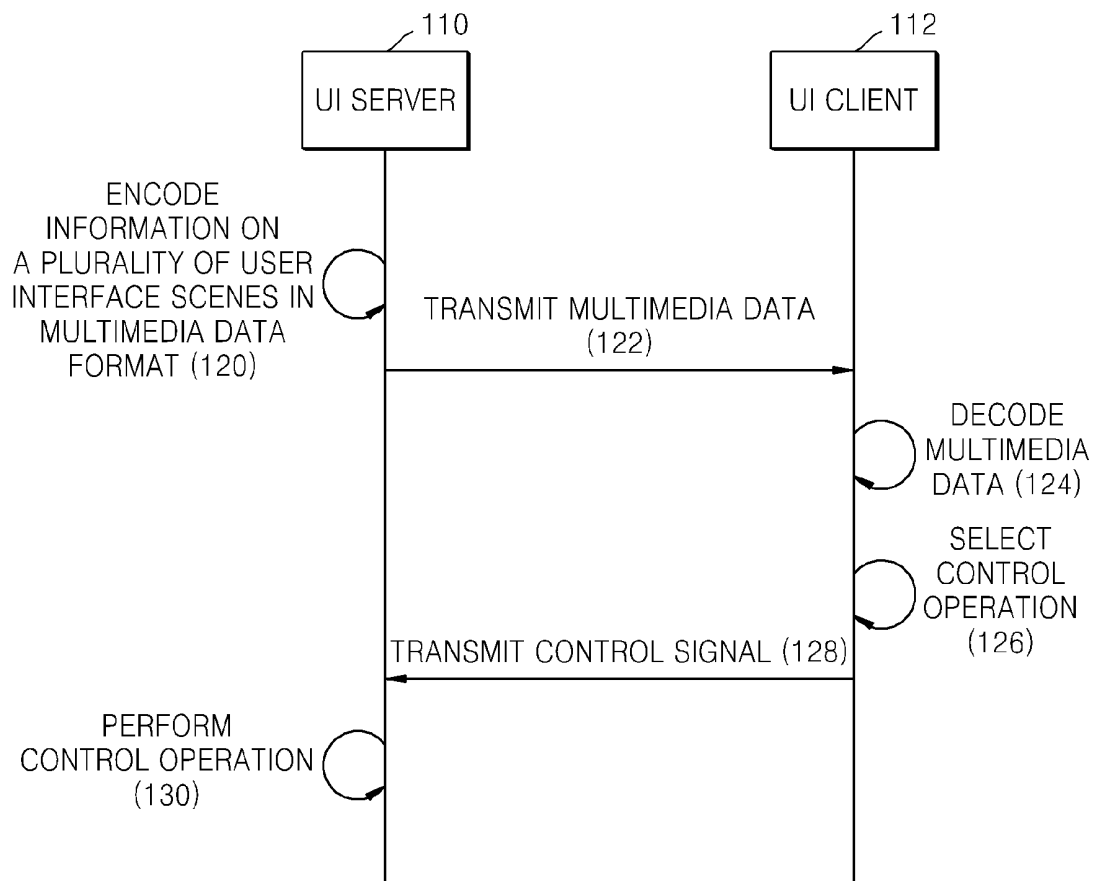 110
112
UI SERVER
UI CLIENT
ENCODE
INFORMATION ON
A PLURALITY OF USER
INTERFACE SCENES IN
MULTIMEDIA DATA
FORMAT (120)
TRANSMIT MULTIMEDIA DATA
(122)
DECODE
MULTIMEDIA
DATA (124)
SELECT
CONTROL
OPERATION
(126)
TRANSMIT CONTROL SIGNAL (128)
PERFORM
CONTROL OPERATION
(130)